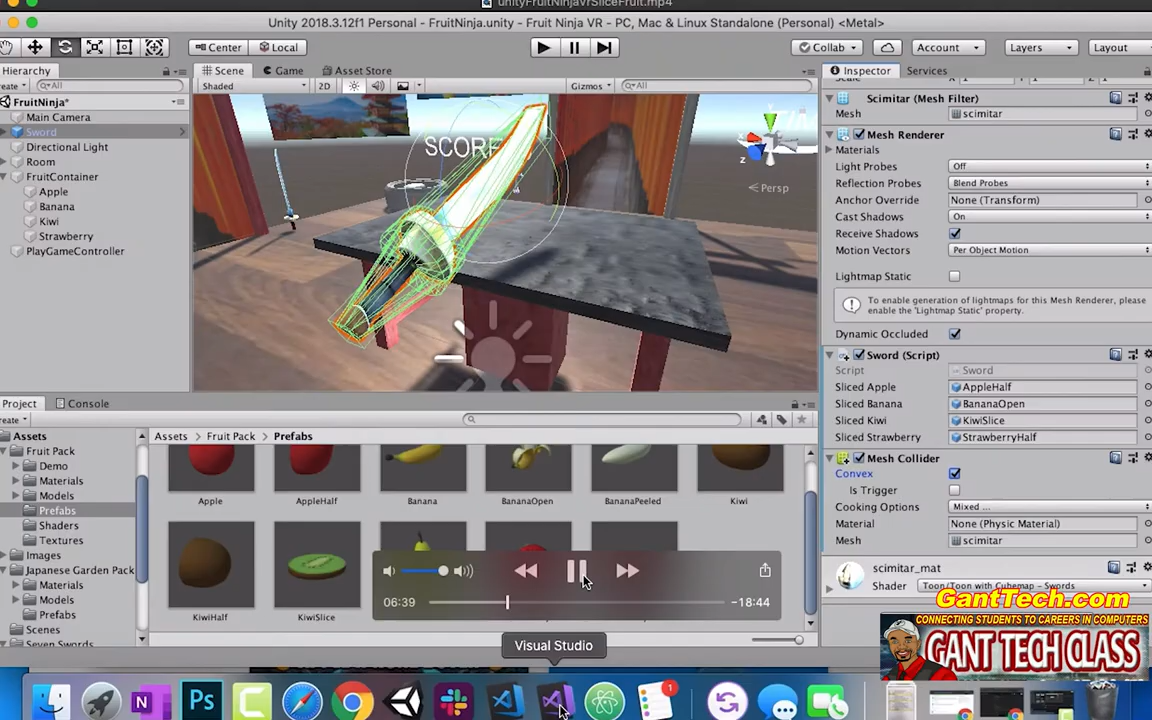 unityFruitNinjaVrSliceFruit.mp4
Unity 2018.3.12f1 Personal - FruitNinja.unity - Fruit Ninja VR - PC, Mac & Linux Standalone (Personal) <Metal>
Center
Local
Collab
Account
Layers
Layout
Hierarchy
Scene
Game
Asset Store
Inspector
Services
All
Shaded
2D
Gizmos
All
FruitNinja*
Main Camera
Sword
Directional Light
Room
FruitContainer
Apple
Banana
Kiwi
Strawberry
PlayGameController
SCORE
Z
Persp
Scimitar (Mesh Filter)
Mesh
scimitar
Mesh Renderer
Materials
Light Probes
Off
Reflection Probes
Blend Probes
Anchor Override
None (Transform)
Cast Shadows
On
Receive Shadows
Motion Vectors
Per Object Motion
Lightmap Static
To enable generation of lightmaps for this Mesh Renderer, please
enable the 'Lightmap Static' property.
Dynamic Occluded
Sword (Script)
Script
Sword
Sliced Apple
AppleHalf
Sliced Banana
BananaOpen
Sliced Kiwi
KiwiSlice
Sliced Strawberry
StrawberryHalf
Mesh Collider
Convex
Is Trigger
Cooking Options
Mixed ...
Material
None (Physic Material)
Mesh
scimitar
scimitar_mat
Shader
Toon/Toon with Cubemap - Swords
Project
Console
Assets
Fruit Pack
Demo
Materials
Models
Prefabs
Shaders
Textures
Images
Japanese Garden Pack
Materials
Models
Prefabs
Scenes
Seven Swords
Assets
Fruit Pack
Prefabs
Apple
AppleHalf
Banana
BananaOpen
BananaPeeled
Kiwi
KiwiHalf
KiwiSlice
06:39
-18:44
Visual Studio
GantTech.com
CONNECTING STUDENTS TO CAREERS IN COMPUTERS
GANT TECH CLASS
N
Ps
1